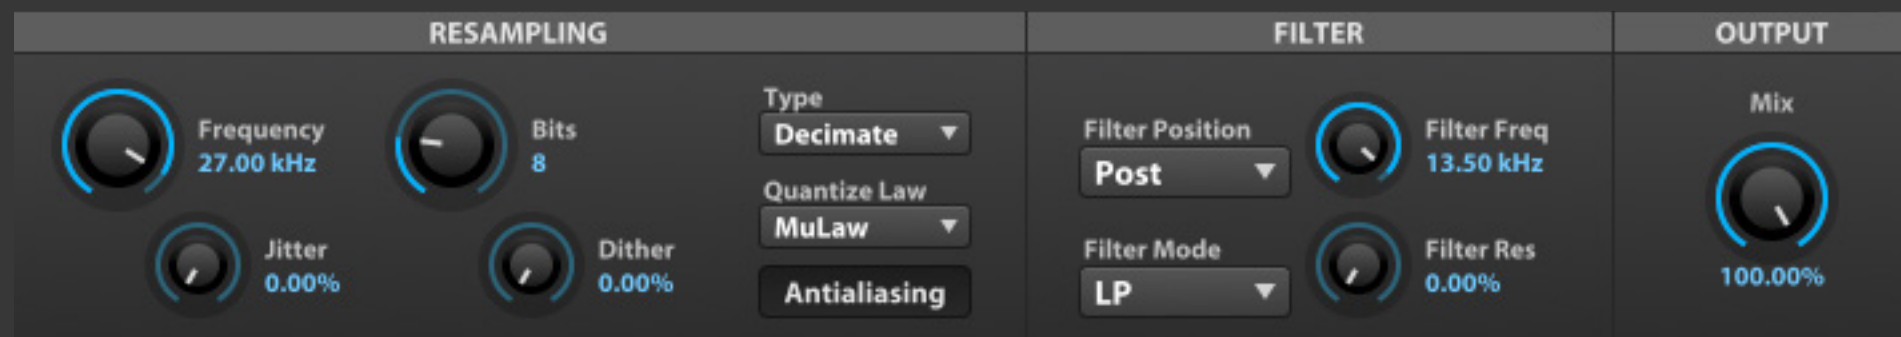 RESAMPLING
Frequency
27.00 kHz
Bits
8
Type
Decimate
Quantize Law
MuLaw
Antialiasing
Jitter
0.00%
Dither
0.00%
FILTER
Filter Position
Post
Filter Freq
13.50 kHz
Filter Mode
LP
Filter Res
0.00%
OUTPUT
Mix
100.00%